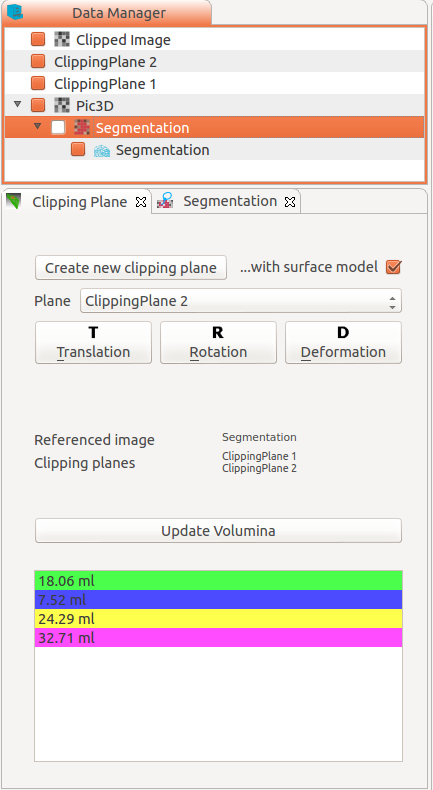 Data Manager
Clipped Image
ClippingPlane 2
ClippingPlane 1
Pic3D
Segmentation
Segmentation
Clipping Plane Segmentation
Create new clipping plane ...with surface model
Plane ClippingPlane 2
T R D
Translation Rotation Deformation
Referenced image Segmentation
Clipping planes ClippingPlane 1
ClippingPlane 2
Update Volumina
18.06 ml
7.52 ml
24.29 ml
32.71 ml